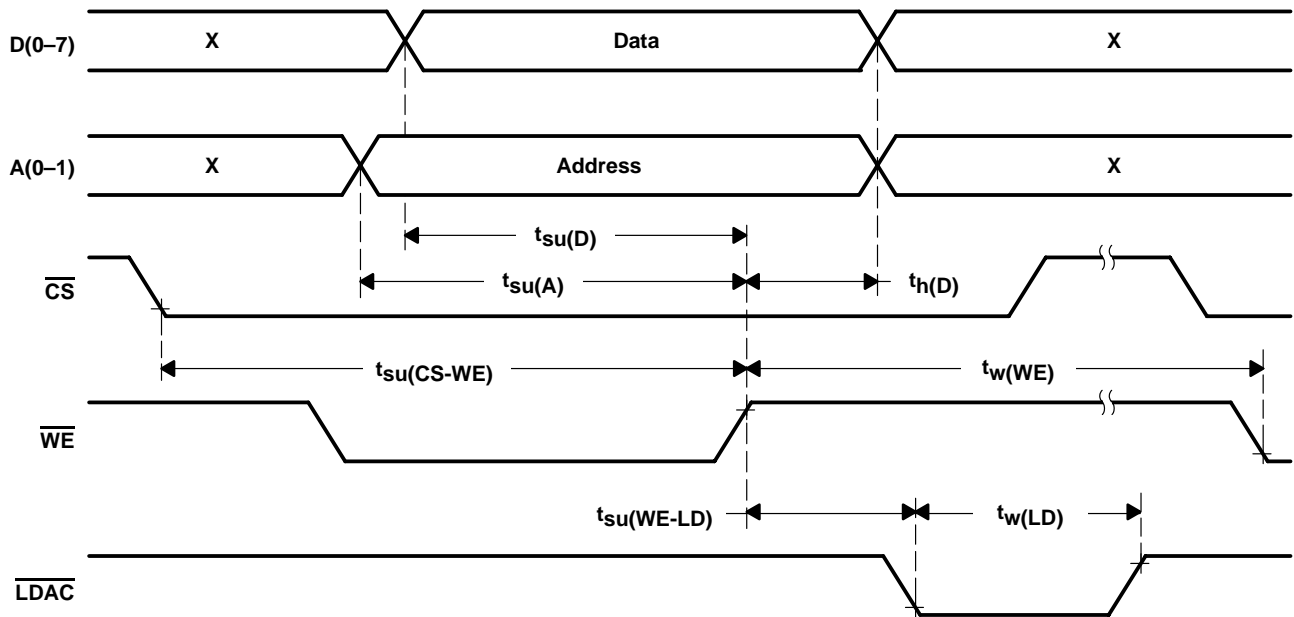 D(0–7) X Data X
A(0–1) X Address X
tsu(D)
CS tsu(A) th(D)
tsu(CS-WE) tw(WE)
WE
tsu(WE-LD) tw(LD)
LDAC